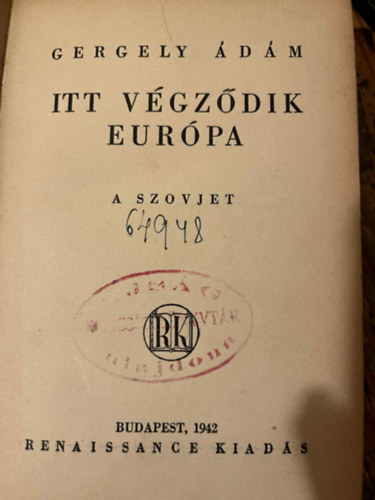 GERGELY ÁDÁM
ITT VÉGZŐDIK
EURÓPA
A SZOVJET
64948
RK
BUDAPEST, 1942
RENAISSANCE KIADÁS